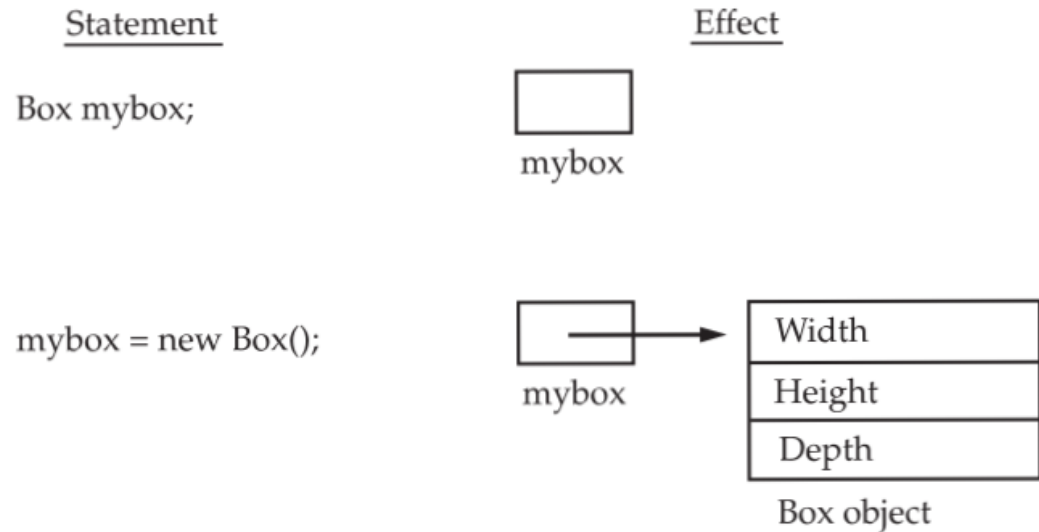 Statement Effect
Box mybox;
mybox
mybox = new Box();
Width
mybox
Height
Depth
Box object